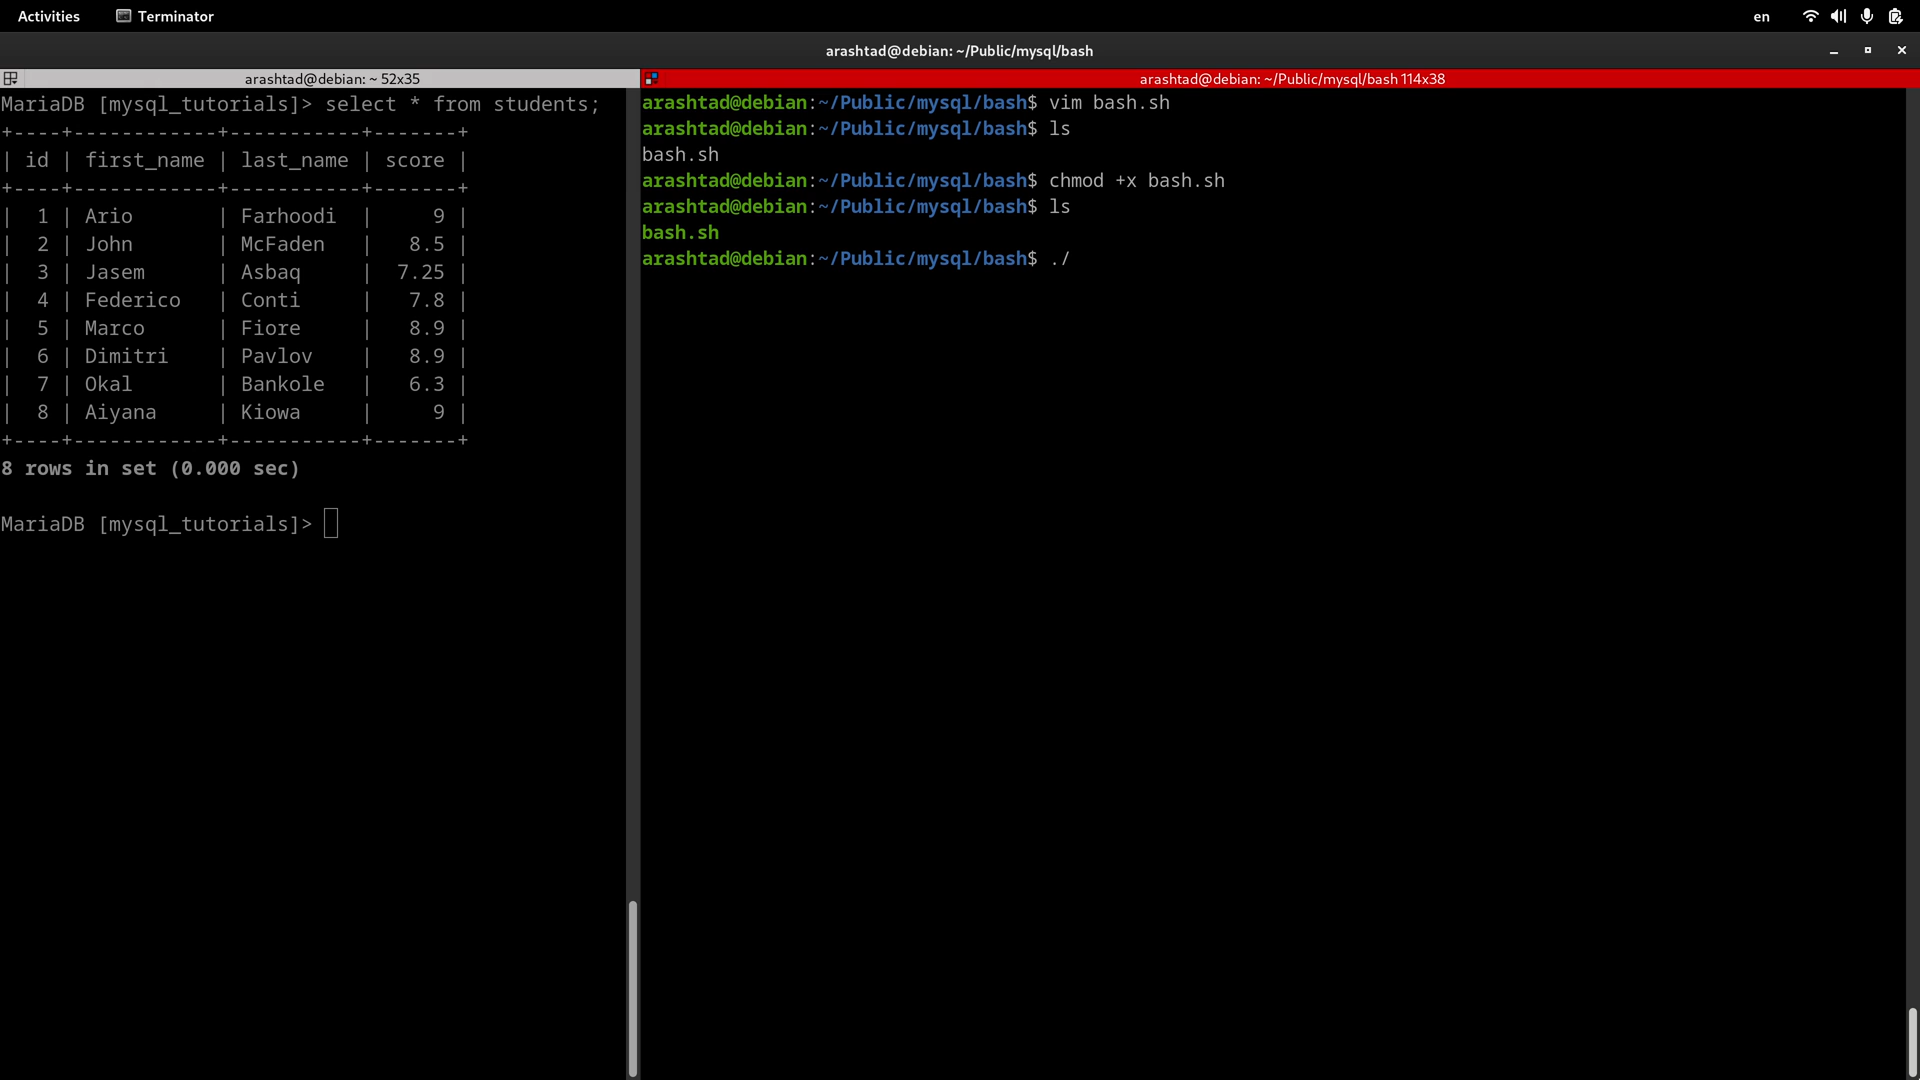 Activities Terminator en
arashtad@debian: ~/Public/mysql/bash
arashtad@debian: ~ 52x35
MariaDB [mysql_tutorials]> select * from students;
+----+------------+-----------+-------+
| id | first_name | last_name | score |
+----+------------+-----------+-------+
|  1 | Ario       | Farhoodi  |     9 |
|  2 | John       | McFaden   |   8.5 |
|  3 | Jasem      | Asbaq     |  7.25 |
|  4 | Federico   | Conti     |   7.8 |
|  5 | Marco      | Fiore     |   8.9 |
|  6 | Dimitri    | Pavlov    |   8.9 |
|  7 | Okal       | Bankole   |   6.3 |
|  8 | Aiyana     | Kiowa     |     9 |
+----+------------+-----------+-------+
8 rows in set (0.000 sec)
MariaDB [mysql_tutorials]>
arashtad@debian: ~/Public/mysql/bash 114x38
arashtad@debian:~/Public/mysql/bash$ vim bash.sh
arashtad@debian:~/Public/mysql/bash$ ls
bash.sh
arashtad@debian:~/Public/mysql/bash$ chmod +x bash.sh
arashtad@debian:~/Public/mysql/bash$ ls
bash.sh
arashtad@debian:~/Public/mysql/bash$ ./